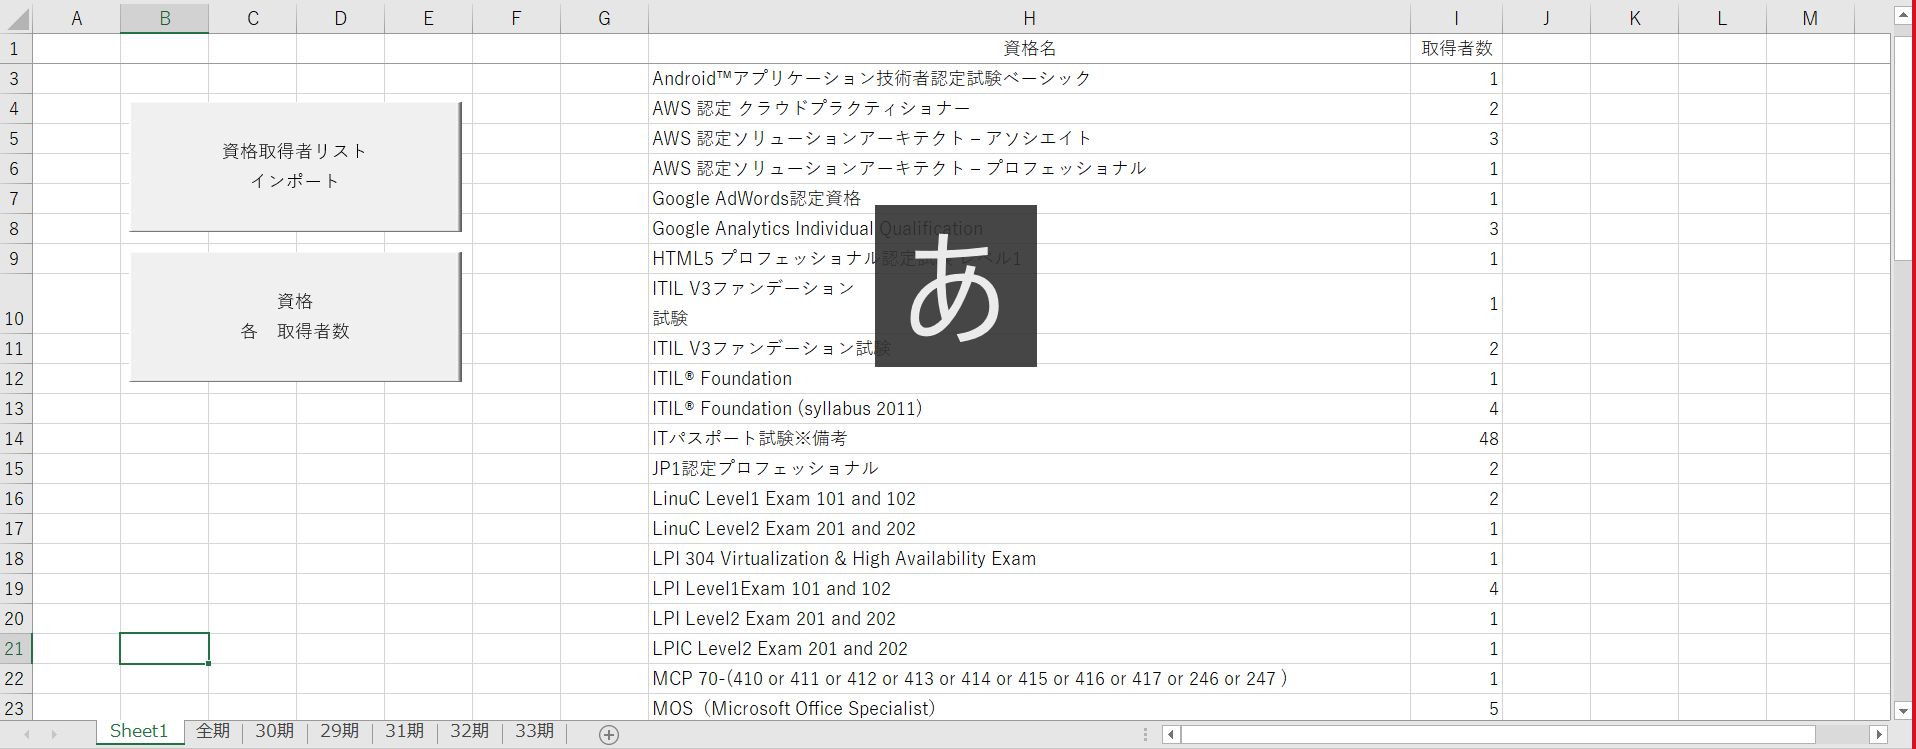 A B C D E F G H I J K L M
1 資格名 取得者数
3 Android™アプリケーション技術者認定試験ベーシック 1
4 AWS 認定 クラウドプラクティショナー 2
5 AWS 認定ソリューションアーキテクト – アソシエイト 3
6 AWS 認定ソリューションアーキテクト – プロフェッショナル 1
7 Google AdWords認定資格 1
8 Google Analytics Individual Qualification 3
9 HTML5 プロフェッショナル認定試験 レベル1 1
10 ITIL V3ファンデーション
試験 1
11 ITIL V3ファンデーション試験 2
12 ITIL® Foundation 1
13 ITIL® Foundation (syllabus 2011) 4
14 ITパスポート試験※備考 48
15 JP1認定プロフェッショナル 2
16 LinuC Level1 Exam 101 and 102 2
17 LinuC Level2 Exam 201 and 202 1
18 LPI 304 Virtualization & High Availability Exam 1
19 LPI Level1Exam 101 and 102 4
20 LPI Level2 Exam 201 and 202 1
21 LPIC Level2 Exam 201 and 202 1
22 MCP 70-(410 or 411 or 412 or 413 or 414 or 415 or 416 or 417 or 246 or 247 ) 1
23 MOS（Microsoft Office Specialist） 5
資格取得者リスト
インポート
資格
各　取得者数
あ
Sheet1 全期 30期 29期 31期 32期 33期